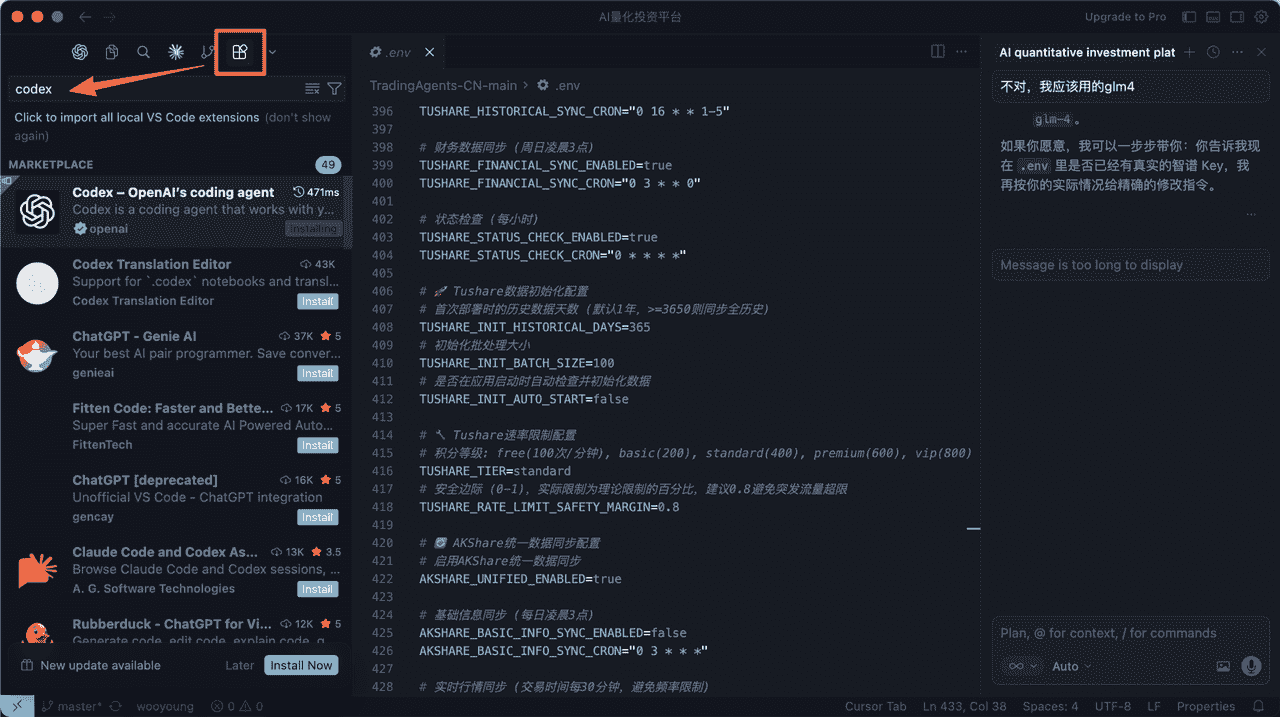 AI量化投资平台
Upgrade to Pro
codex
Click to import all local VS Code extensions (don't show
again)
MARKETPLACE
49
Codex – OpenAI's coding agent
471ms
Codex is a coding agent that works with y...
openai
Installing
Codex Translation Editor
43K
Support for `.codex` notebooks and transl...
Codex Translation Editor
Install
ChatGPT - Genie AI
37K
5
Your best AI pair programmer. Save conver...
genieai
Install
Fitten Code: Faster and Bette...
17K
5
Super Fast and accurate AI Powered Auto...
FittenTech
Install
ChatGPT [deprecated]
16K
5
Unofficial VS Code - ChatGPT integration
gencay
Install
Claude Code and Codex As...
13K
3.5
Browse Claude Code and Codex sessions, ...
A. G. Software Technologies
Install
Rubberduck - ChatGPT for Vi...
12K
5
Generate code, edit code, explain code, g...
New update available
Later
Install Now
.env
TradingAgents-CN-main > .env
396 TUSHARE_HISTORICAL_SYNC_CRON="0 16 * * 1-5"
397
398 # 财务数据同步 (周日凌晨3点)
399 TUSHARE_FINANCIAL_SYNC_ENABLED=true
400 TUSHARE_FINANCIAL_SYNC_CRON="0 3 * * 0"
401
402 # 状态检查 (每小时)
403 TUSHARE_STATUS_CHECK_ENABLED=true
404 TUSHARE_STATUS_CHECK_CRON="0 * * * *"
405
406 # 🚀 Tushare数据初始化配置
407 # 首次部署时的历史数据天数 (默认1年, >=3650则同步全历史)
408 TUSHARE_INIT_HISTORICAL_DAYS=365
409 # 初始化批处理大小
410 TUSHARE_INIT_BATCH_SIZE=100
411 # 是否在应用启动时自动检查并初始化数据
412 TUSHARE_INIT_AUTO_START=false
413
414 # 🔧 Tushare速率限制配置
415 # 积分等级: free(100次/分钟), basic(200), standard(400), premium(600), vip(800)
416 TUSHARE_TIER=standard
417 # 安全边际 (0-1), 实际限制为理论限制的百分比, 建议0.8避免突发流量超限
418 TUSHARE_RATE_LIMIT_SAFETY_MARGIN=0.8
419
420 # 🔄 AKShare统一数据同步配置
421 # 启用AKShare统一数据同步
422 AKSHARE_UNIFIED_ENABLED=true
423
424 # 基础信息同步 (每日凌晨3点)
425 AKSHARE_BASIC_INFO_SYNC_ENABLED=false
426 AKSHARE_BASIC_INFO_SYNC_CRON="0 3 * * *"
427
428 # 实时行情同步 (交易时间每30分钟, 避免频率限制)
AI quantitative investment plat
不对，我应该用的glm4
glm-4。
如果你愿意，我可以一步步带你：你告诉我现
在 .env 里是否已经有真实的智谱 Key，我
再按你的实际情况给精确的修改指令。
Message is too long to display
Plan, @ for context, / for commands
Auto
master*
wooyoung
0
0
Cursor Tab
Ln 433, Col 38
Spaces: 4
UTF-8
LF
Properties